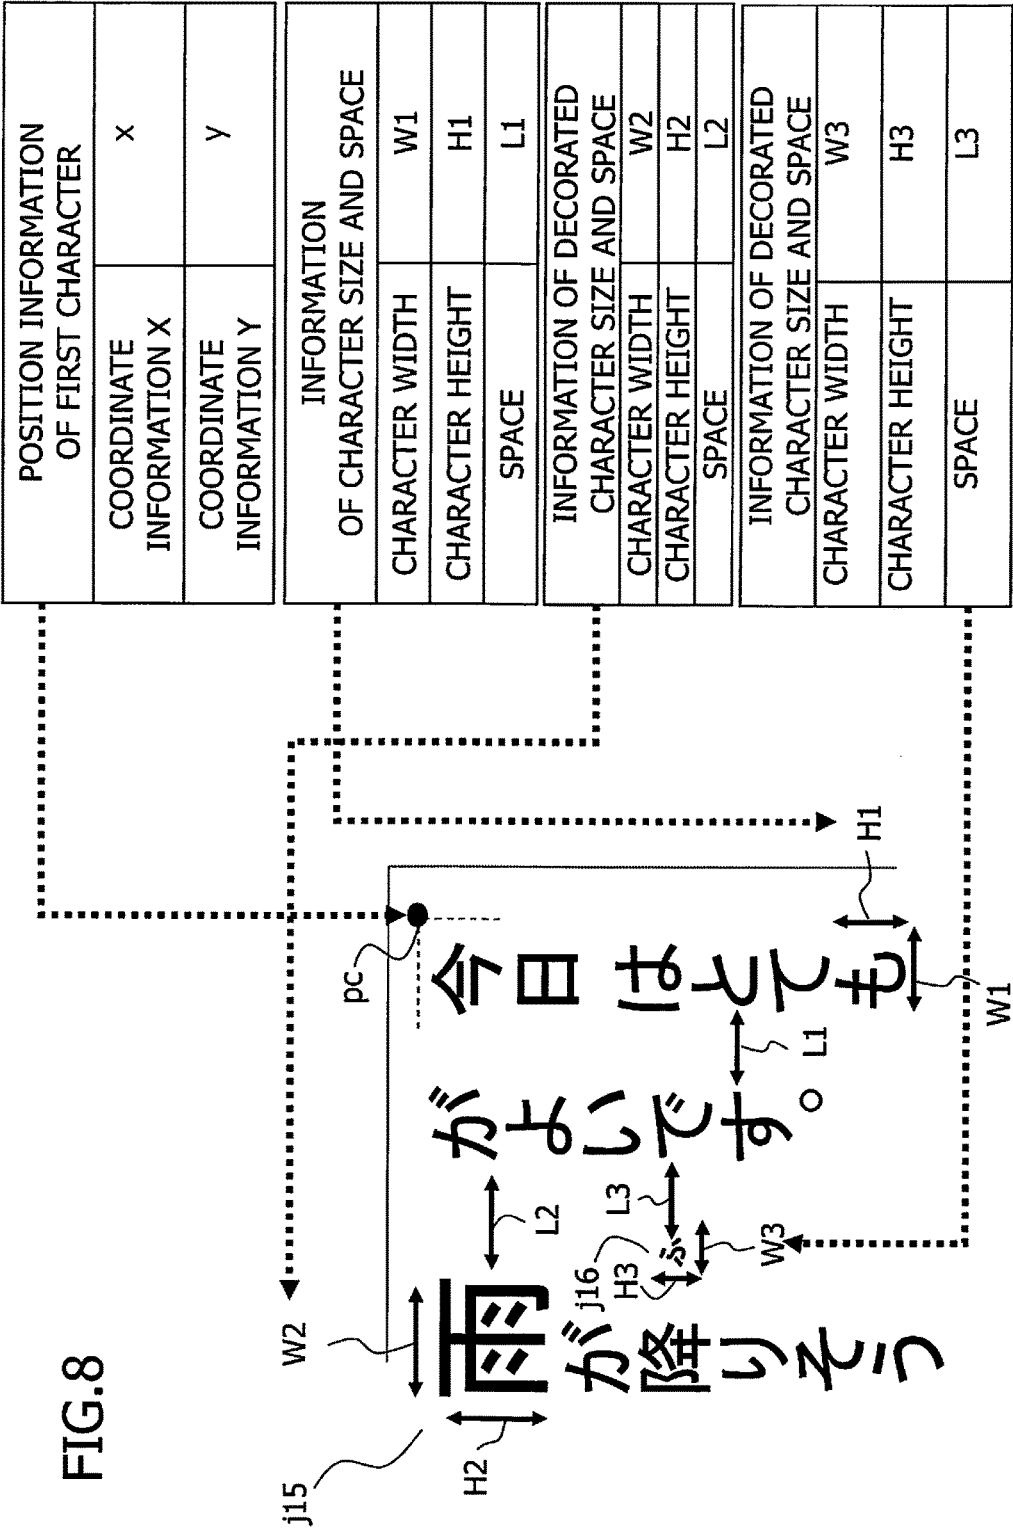 FIG.8
POSITION INFORMATION
OF FIRST CHARACTER
COORDINATE
INFORMATION X
x
COORDINATE
INFORMATION Y
y
INFORMATION
OF CHARACTER SIZE AND SPACE
CHARACTER WIDTH
W1
CHARACTER HEIGHT
H1
SPACE
L1
INFORMATION OF DECORATED
CHARACTER SIZE AND SPACE
CHARACTER WIDTH
W2
CHARACTER HEIGHT
H2
SPACE
L2
INFORMATION OF DECORATED
CHARACTER SIZE AND SPACE
CHARACTER WIDTH
W3
CHARACTER HEIGHT
H3
SPACE
L3
j15
W2
H2
pc
今日はとても
がよいです。
雨が降りそう
ふ
L2
L3
j16
H3
W3
L1
H1
W1